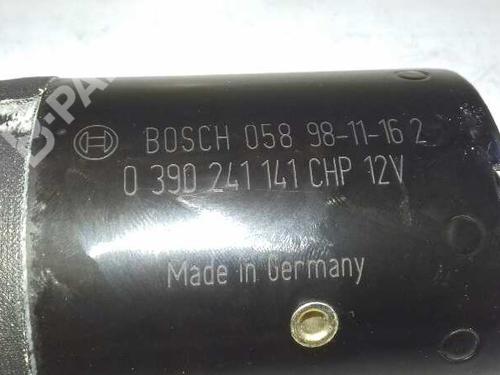 BOSCH 058 98-11-16 2
0 390 241 141 CHP 12V
Made in Germany